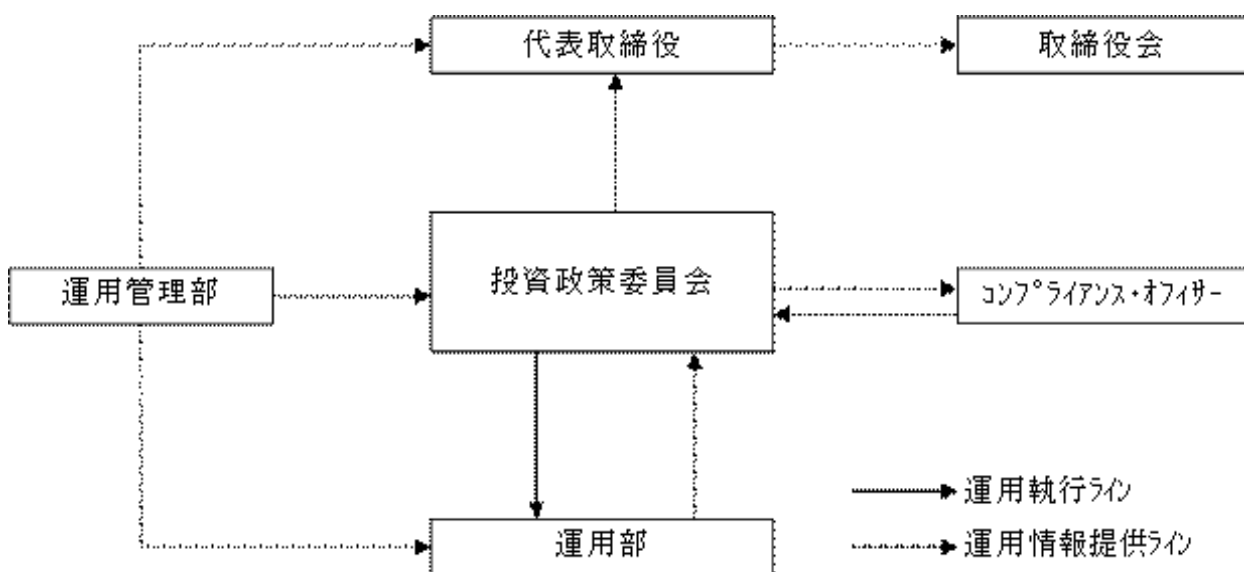 代表取締役
取締役会
運用管理部
投資政策委員会
コンプライアンス・オフィサー
運用執行ライン
運用部
運用情報提供ライン